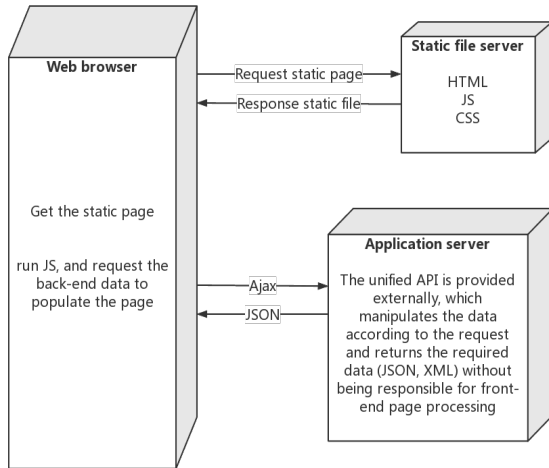 Web browser
Get the static page
run JS, and request the
back-end data to
populate the page
Request static page
Response static file
Static file server
HTML
JS
CSS
Ajax
JSON
Application server
The unified API is provided
externally, which
manipulates the data
according to the request
and returns the required
data (JSON, XML) without
being responsible for front-
end page processing